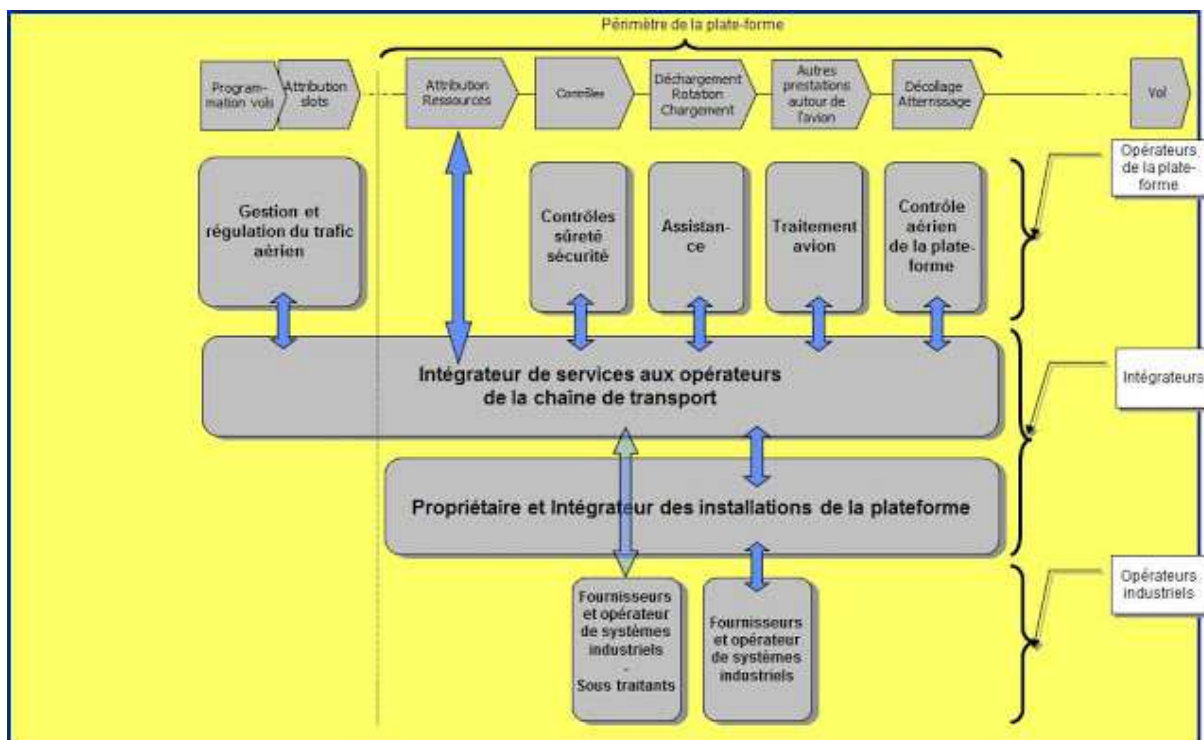 Périmètre de la plate-forme
Program-
mation vols
Attribution
slots
Attribution
Ressources
Contrôles
Déchargement
Rotation
Chargement
Autres
prestations
autour de
l'avion
Décollage
Atterrissage
Vol
Gestion et
régulation du trafic
aérien
Contrôles
sûreté
sécurité
Assistan-
ce
Traitement
avion
Contrôle
aérien
de la plate-
forme
Opérateurs
de la plate-
forme
Intégrateur de services aux opérateurs
de la chaîne de transport
Intégrateurs
Propriétaire et Intégrateur des installations de la plateforme
Fournisseurs
et opérateur
de systèmes
industriels
-
Sous traitants
Fournisseurs
et opérateur
de systèmes
industriels
Opérateurs
industriels